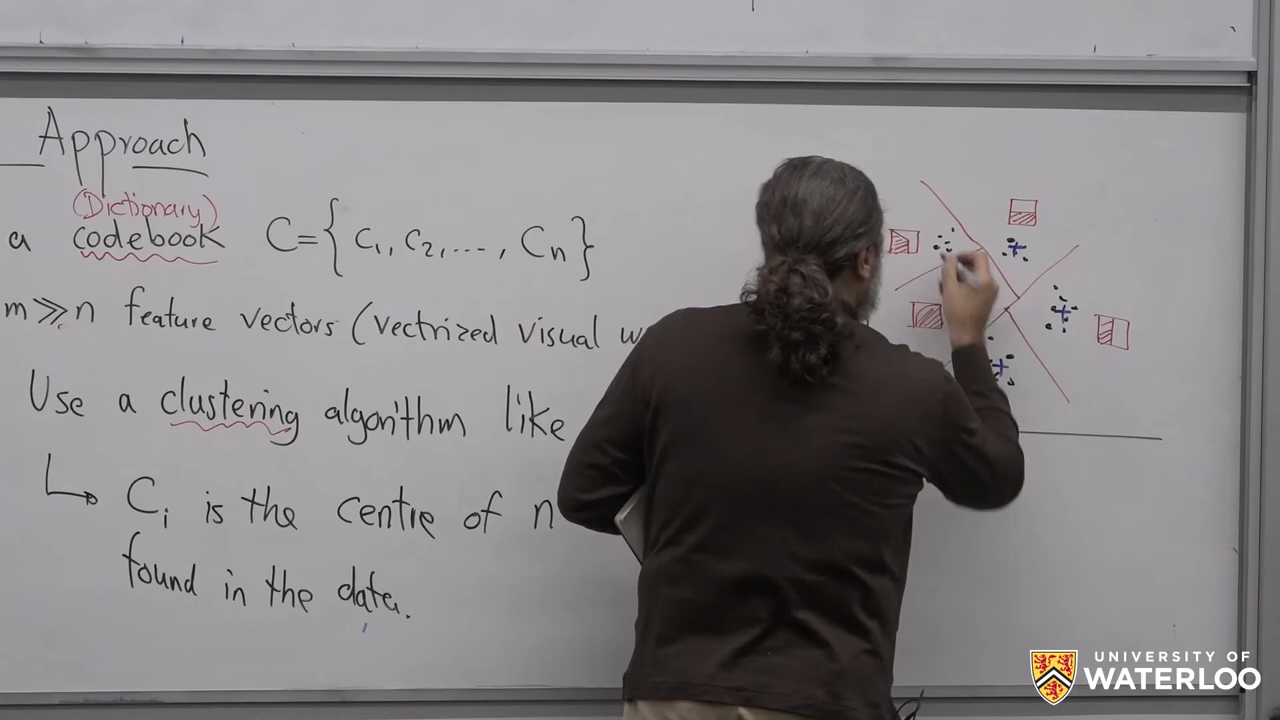 Approach
(Dictionary)
a codebook C={C1, C2, ...., Cn}
m≫n feature vectors (vectrized visual
Use a clustering algorithm like
↳ Ci is the centre of n
found in the data.
UNIVERSITY OF
WATERLOO